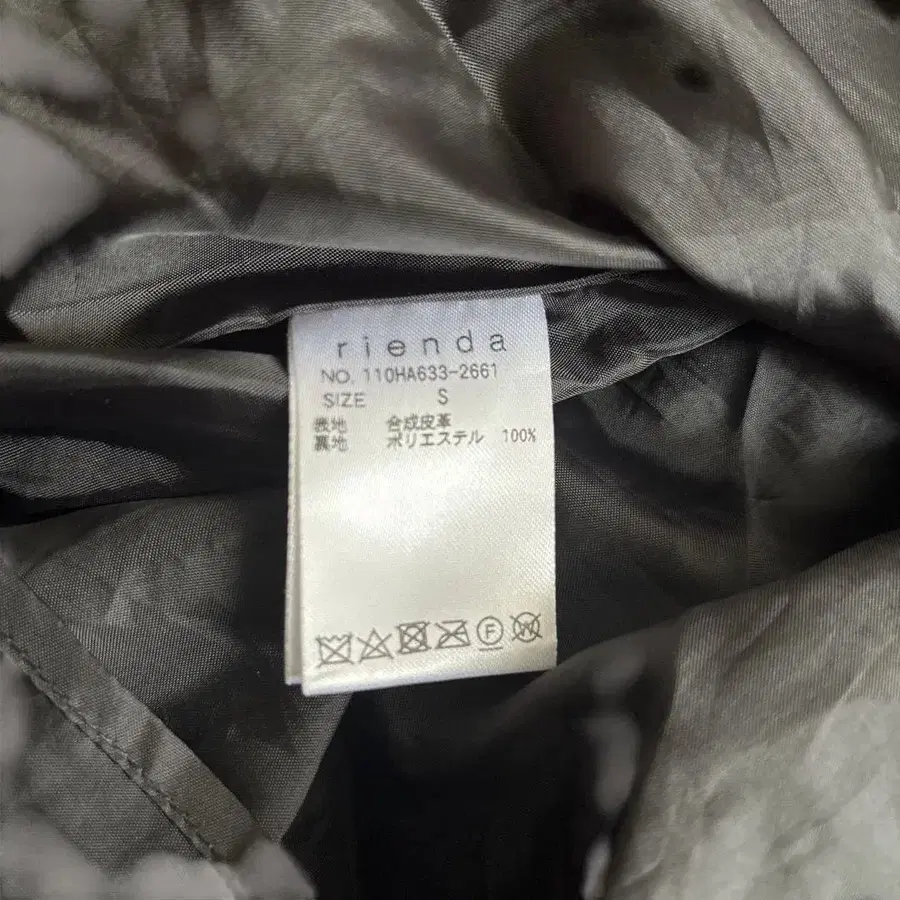 rienda
NO. 110HA633-2661
SIZE S
表地 合成皮革
裏地 ポリエステル 100%
F
W